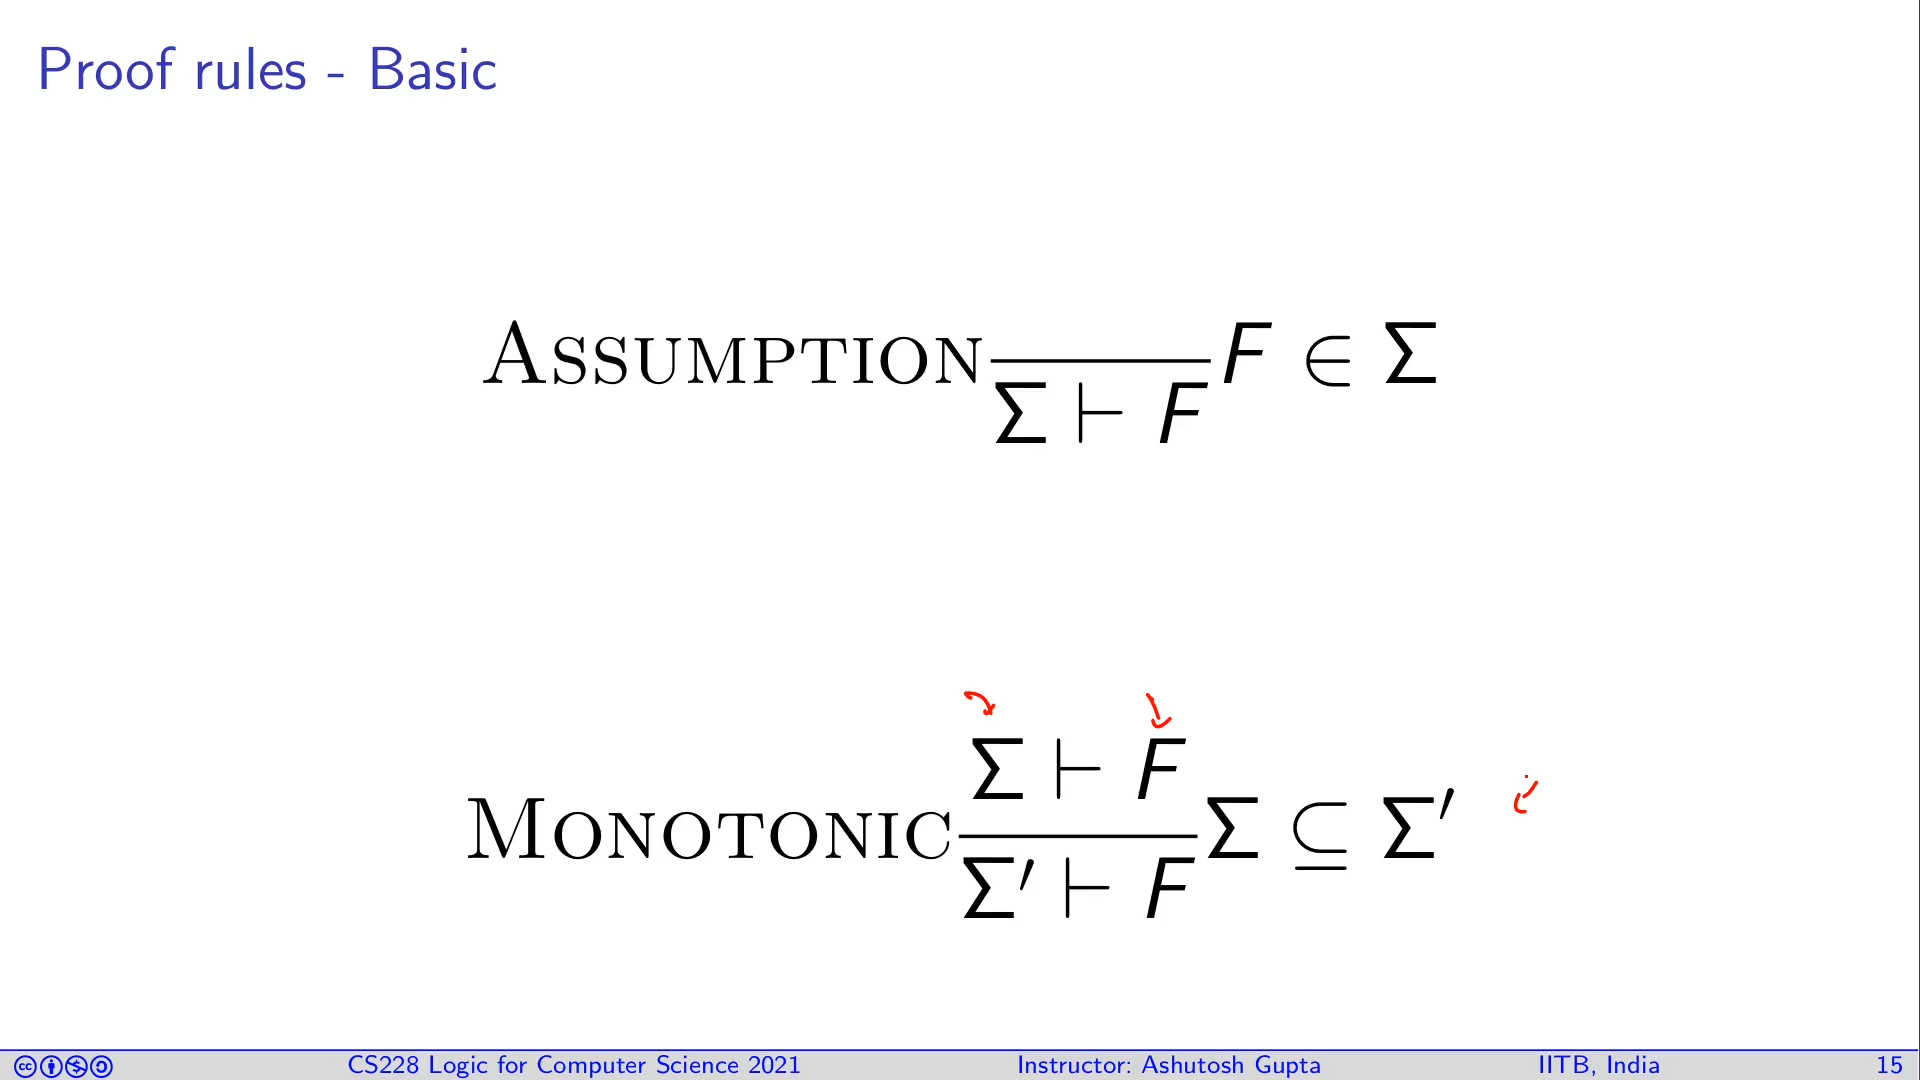 Proof rules - Basic
Assumption
F ∈ Σ
Σ ⊢ F
Σ ⊢ F
Monotonic
Σ ⊆ Σ′
Σ′ ⊢ F
CS228 Logic for Computer Science 2021 Instructor: Ashutosh Gupta IITB, India 15